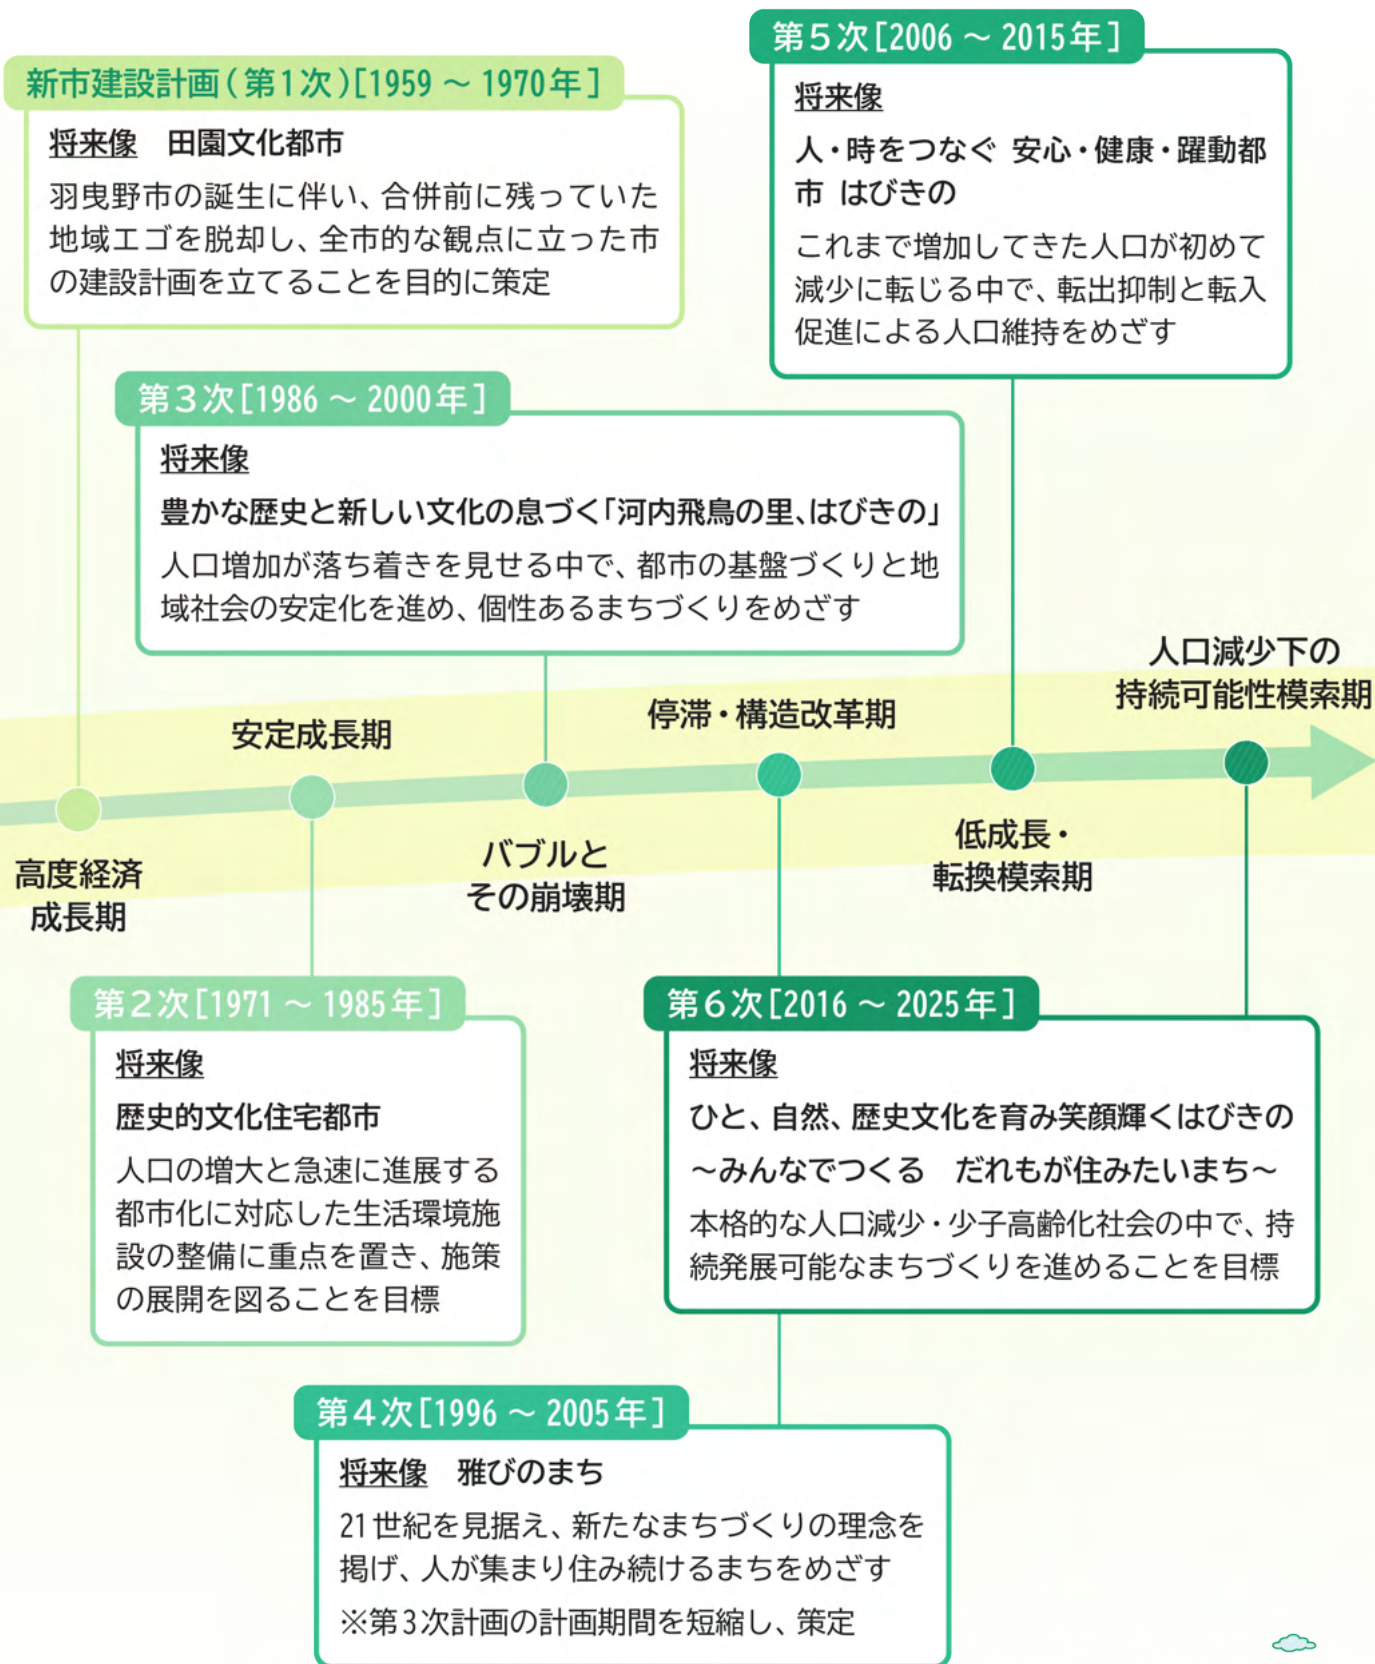 新市建設計画(第1次)[1959 ～ 1970年]
将来像　田園文化都市
羽曳野市の誕生に伴い、合併前に残っていた
地域エゴを脱却し、全市的な観点に立った市
の建設計画を立てることを目的に策定
第5次[2006 ～ 2015年]
将来像
人・時をつなぐ 安心・健康・躍動都
市 はびきの
これまで増加してきた人口が初めて
減少に転じる中で、転出抑制と転入
促進による人口維持をめざす
第3次[1986 ～ 2000年]
将来像
豊かな歴史と新しい文化の息づく「河内飛鳥の里、はびきの」
人口増加が落ち着きを見せる中で、都市の基盤づくりと地
域社会の安定化を進め、個性あるまちづくりをめざす
高度経済
成長期
安定成長期
バブルと
その崩壊期
停滞・構造改革期
低成長・
転換模索期
人口減少下の
持続可能性模索期
第2次[1971 ～ 1985年]
将来像
歴史的文化住宅都市
人口の増大と急速に進展する
都市化に対応した生活環境施
設の整備に重点を置き、施策
の展開を図ることを目標
第6次[2016 ～ 2025年]
将来像
ひと、自然、歴史文化を育み笑顔輝くはびきの
～みんなでつくる　だれもが住みたいまち～
本格的な人口減少・少子高齢化社会の中で、持
続発展可能なまちづくりを進めることを目標
第4次[1996 ～ 2005年]
将来像　雅びのまち
21世紀を見据え、新たなまちづくりの理念を
掲げ、人が集まり住み続けるまちをめざす
※第3次計画の計画期間を短縮し、策定